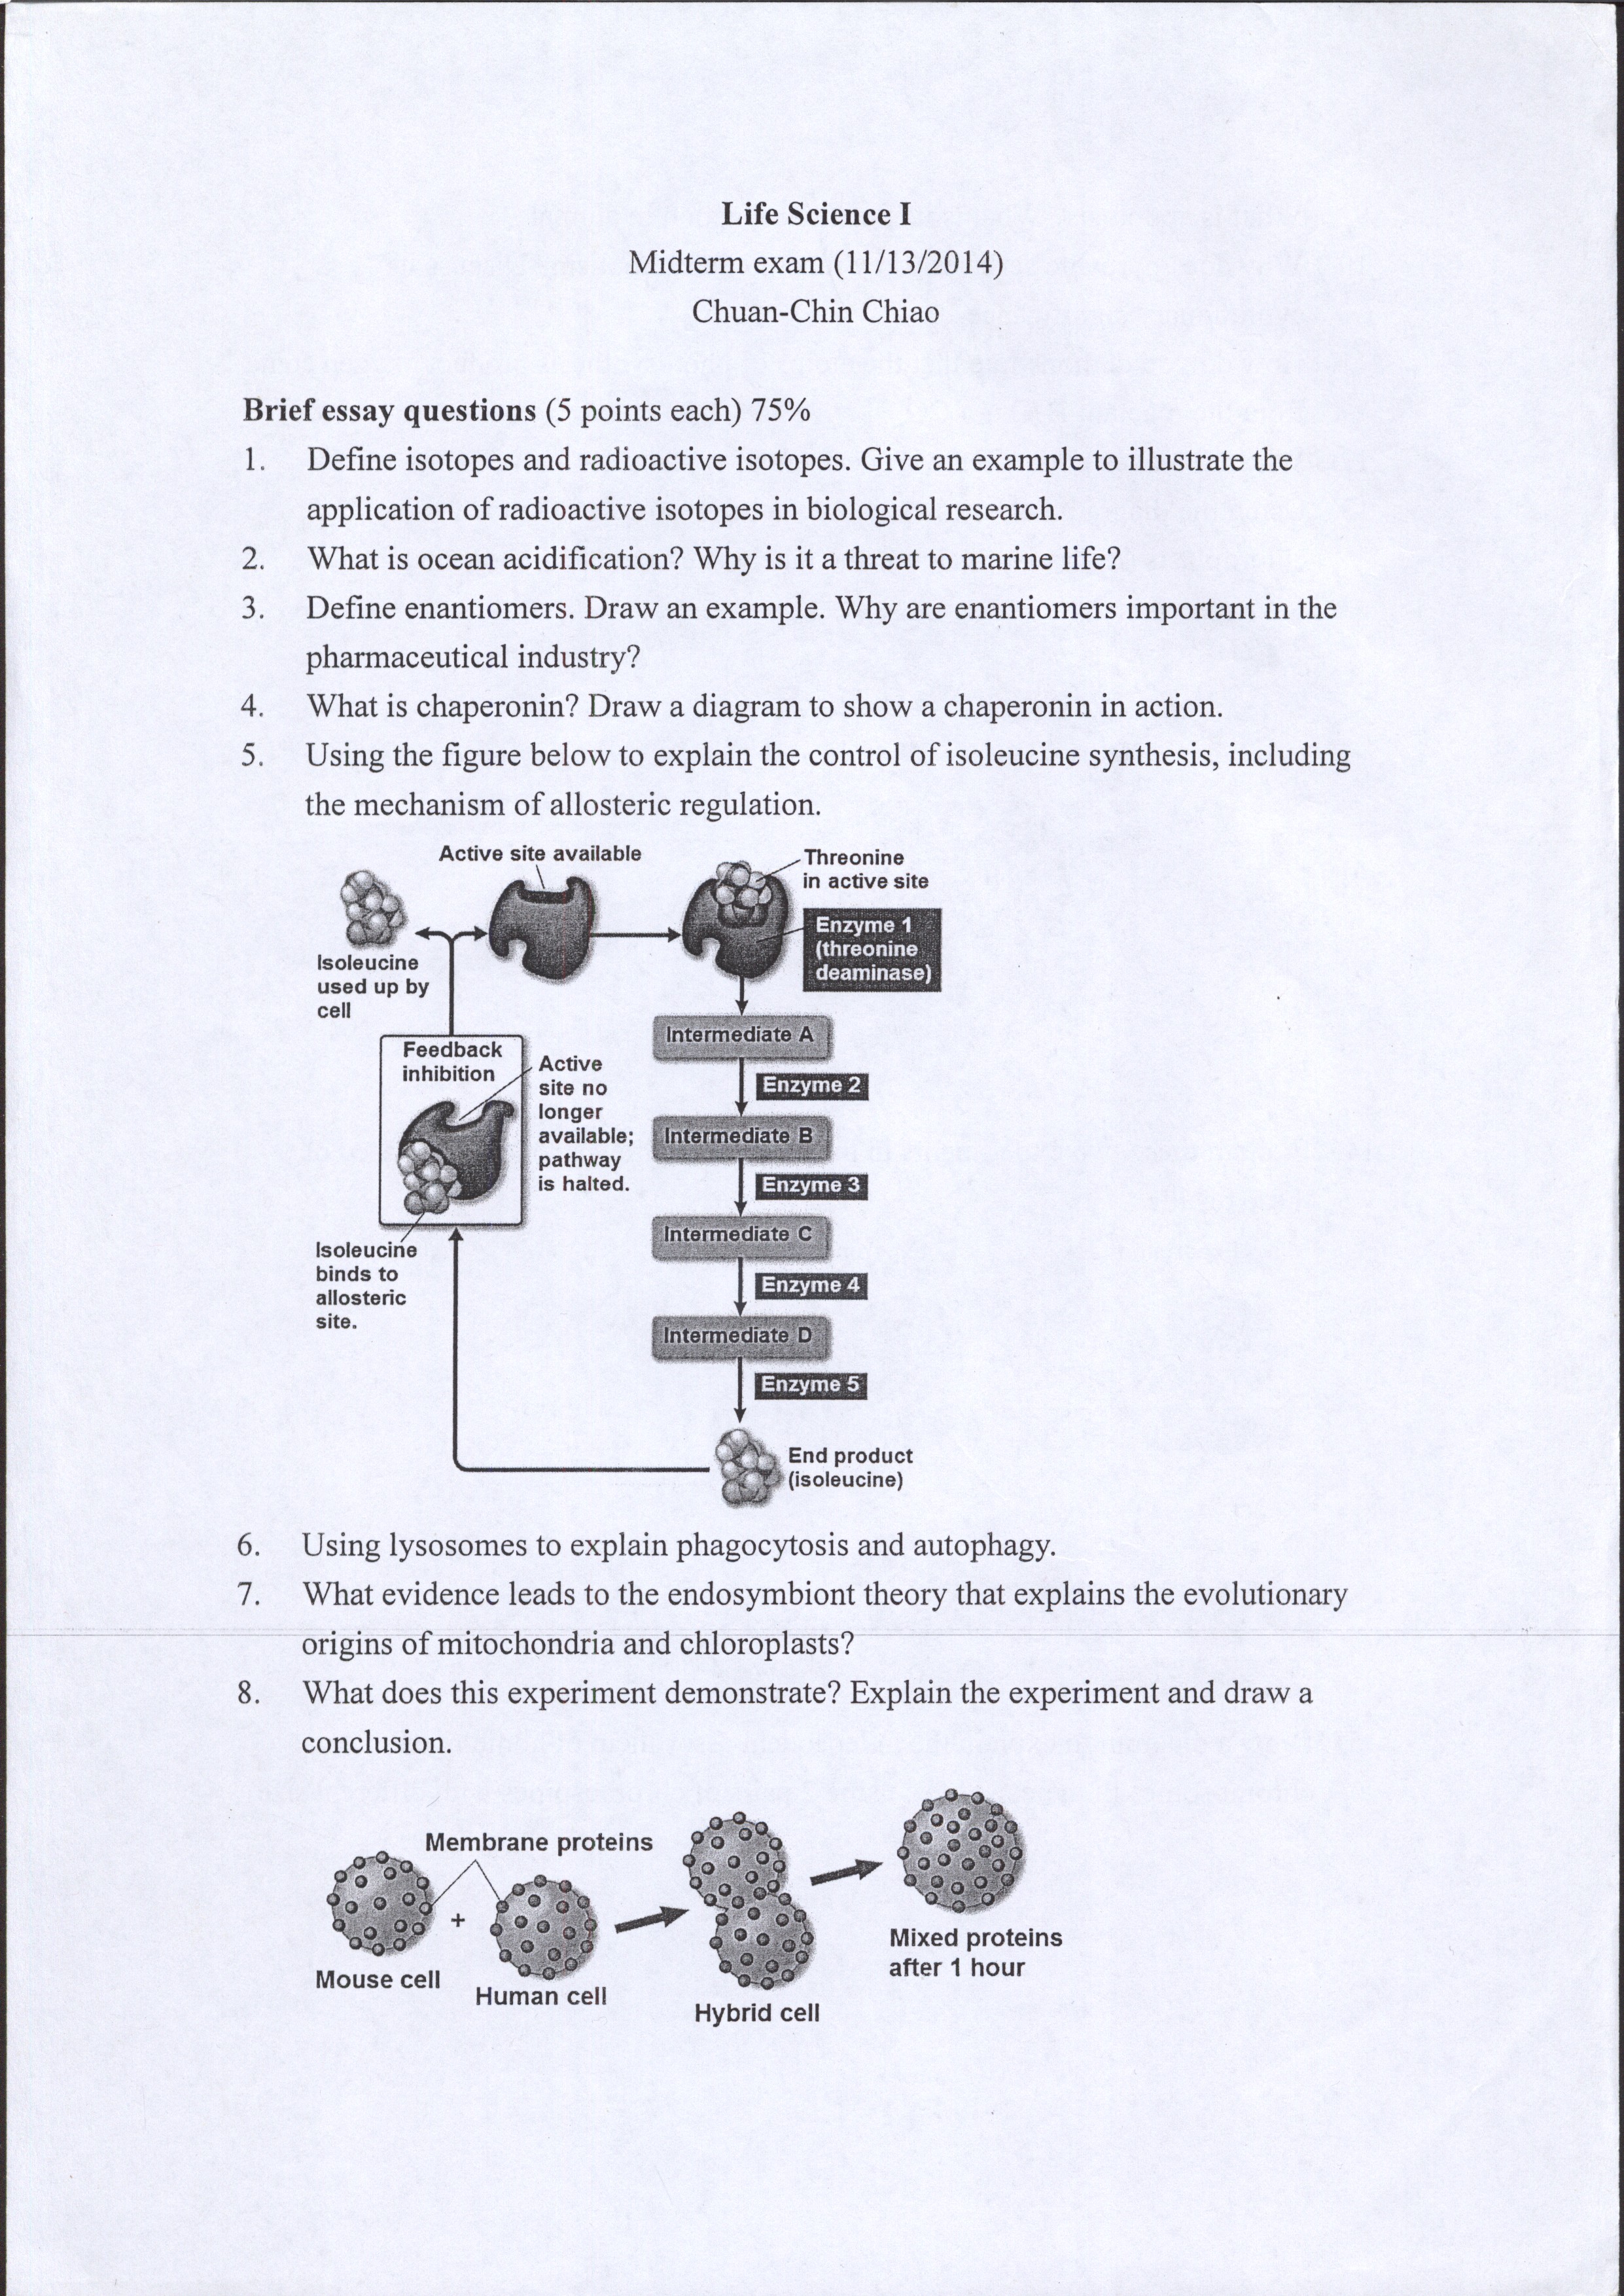 Life Science I
Midterm exam (11/13/2014)
Chuan-Chin Chiao
Brief essay questions (5 points each) 75%
1. Define isotopes and radioactive isotopes. Give an example to illustrate the
application of radioactive isotopes in biological research.
2. What is ocean acidification? Why is it a threat to marine life?
3. Define enantiomers. Draw an example. Why are enantiomers important in the
pharmaceutical industry?
4. What is chaperonin? Draw a diagram to show a chaperonin in action.
5. Using the figure below to explain the control of isoleucine synthesis, including
the mechanism of allosteric regulation.
Active site available
Threonine
in active site
Enzyme 1
(threonine
deaminase)
Isoleucine
used up by
cell
Intermediate A
Feedback
inhibition
Active
site no
longer
available;
pathway
is halted.
Enzyme 2
Intermediate B
Enzyme 3
Intermediate C
Isoleucine
binds to
allosteric
site.
Enzyme 4
Intermediate D
Enzyme 5
End product
(isoleucine)
6. Using lysosomes to explain phagocytosis and autophagy.
7. What evidence leads to the endosymbiont theory that explains the evolutionary
origins of mitochondria and chloroplasts?
8. What does this experiment demonstrate? Explain the experiment and draw a
conclusion.
Membrane proteins
+
Mouse cell
Human cell
Hybrid cell
Mixed proteins
after 1 hour